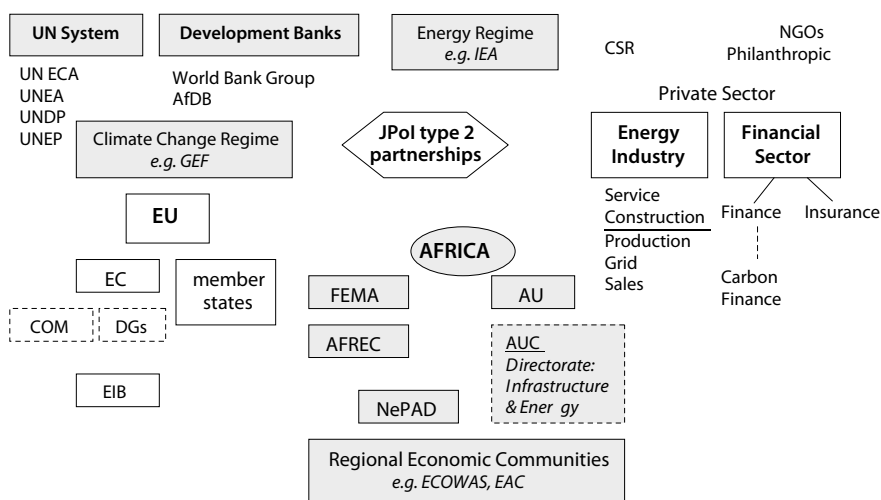 UN System
UN ECA
UNEA
UNDP
UNEP
Development Banks
World Bank Group
AfDB
Energy Regime
e.g. IEA
CSR
NGOs
Philanthropic
Private Sector
Climate Change Regime
e.g. GEF
JPoI type 2
partnerships
Energy
Industry
Financial
Sector
Service
Construction
Production
Grid
Sales
Finance
Insurance
Carbon
Finance
EU
EC
member
states
COM
DGs
EIB
AFRICA
FEMA
AU
AFREC
AUC
Directorate:
Infrastructure
& Ener gy
NePAD
Regional Economic Communities
e.g. ECOWAS, EAC